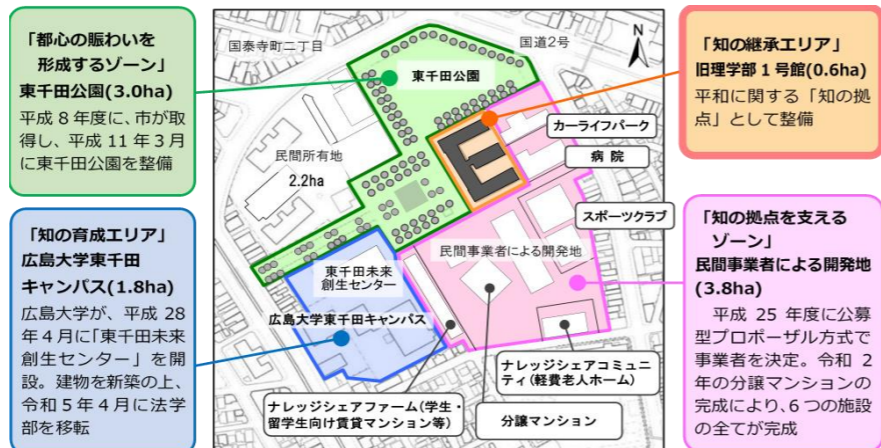 「都心の賑わいを
形成するゾーン」
東千田公園(3.0ha)
平成8年度に、市が取
得し、平成11年3月
に東千田公園を整備
「知の育成エリア」
広島大学東千田
キャンパス(1.8ha)
広島大学が、平成28
年4月に「東千田未来
創生センター」を開
設。建物を新築の上、
令和5年4月に法学
部を移転
国泰寺町二丁目
国道2号
N
東千田公園
カーライフパーク
病院
民間所有地
2.2ha
スポーツクラブ
民間事業者による開発地
東千田未来
創生センター
広島大学東千田キャンパス
ナレッジシェアコミュニ
ティ(軽費老人ホーム)
ナレッジシェアファーム(学生・
留学生向け賃貸マンション等)
分譲マンション
「知の継承エリア」
旧理学部1号館(0.6ha)
平和に関する「知の拠
点」として整備
「知の拠点を支える
ゾーン」
民間事業者による開発地
(3.8ha)
平成25年度に公募
型プロポーザル方式で
事業者を決定。令和2
年の分譲マンションの
完成により、6つの施設
の全てが完成